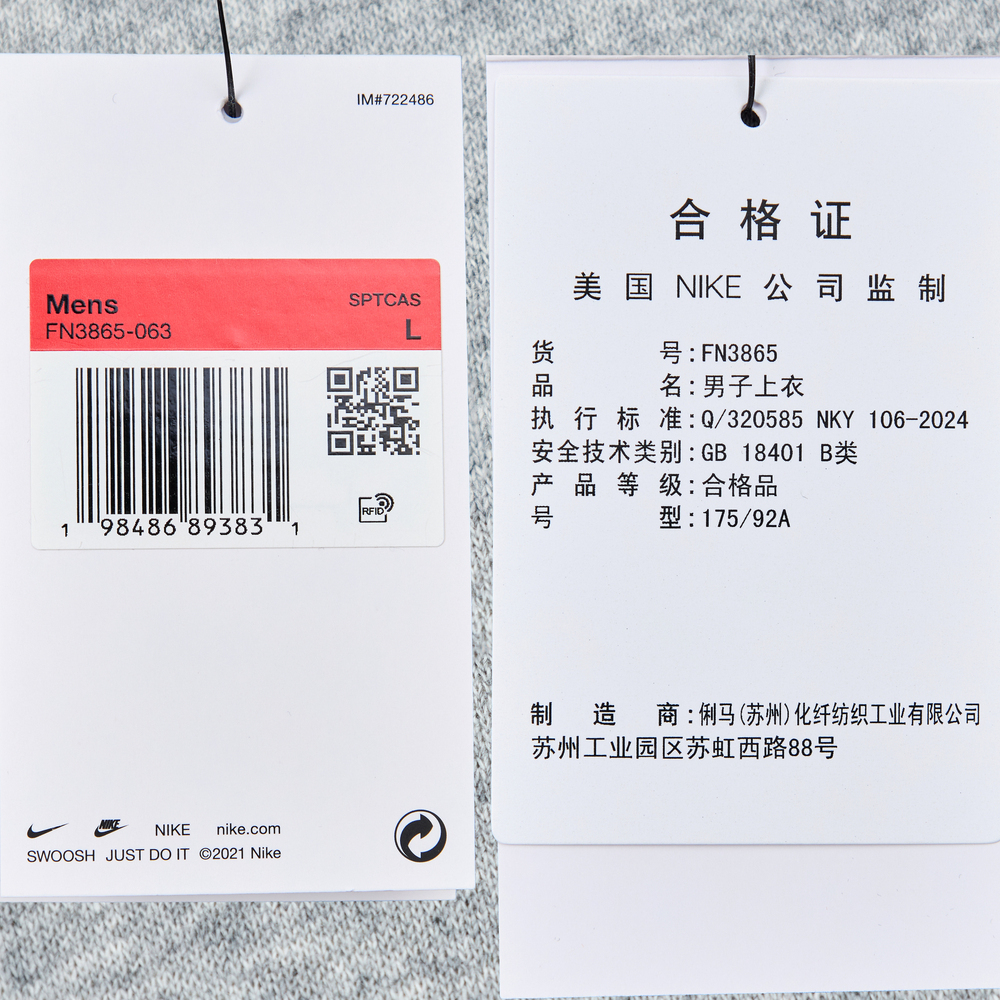 IM#722486
Mens
SPTCAS
FN3865-063
L
RFID
1 98486 89383 1
NIKE
NIKE nike.com
SWOOSH JUST DO IT ©2021 Nike
合格证
美国 NIKE 公司监制
货号:FN3865
品名:男子上衣
执行标准:Q/320585 NKY 106-2024
安全技术类别:GB 18401 B类
产品等级:合格品
号型:175/92A
制造商:俐马(苏州)化纤纺织工业有限公司
苏州工业园区苏虹西路88号